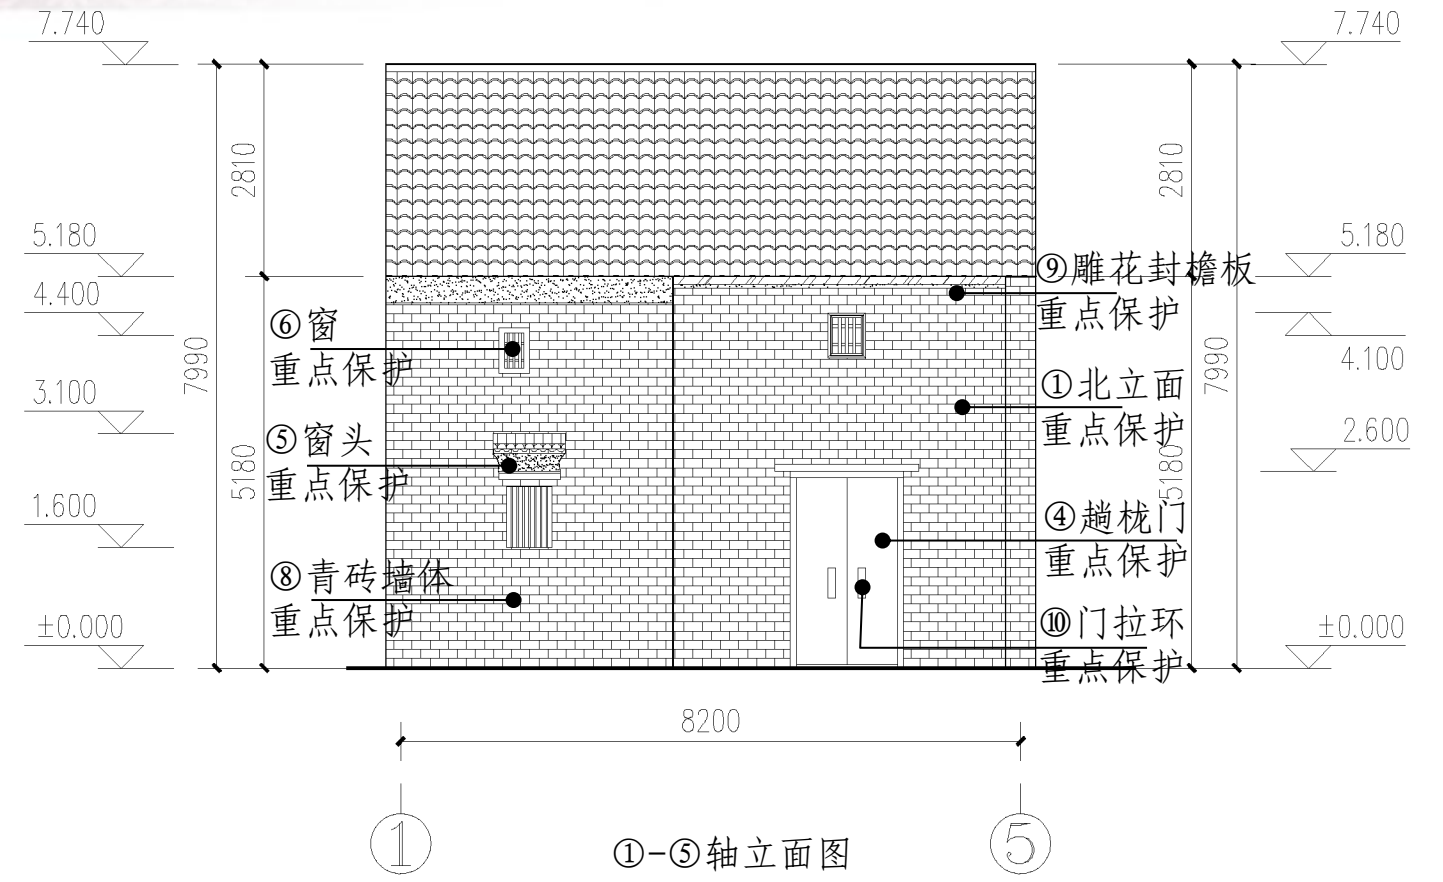 7.740
7.740
2810
2810
5.180
5.180
⑨雕花封檐板
重点保护
4.400
⑥窗
重点保护
7990
7990
4.100
①北立面
重点保护
3.100
⑤窗头
重点保护
2.600
5180
5180
1.600
④趟栊门
重点保护
⑧青砖墙体
重点保护
±0.000
±0.000
⑩门拉环
重点保护
8200
1
5
①-⑤轴立面图